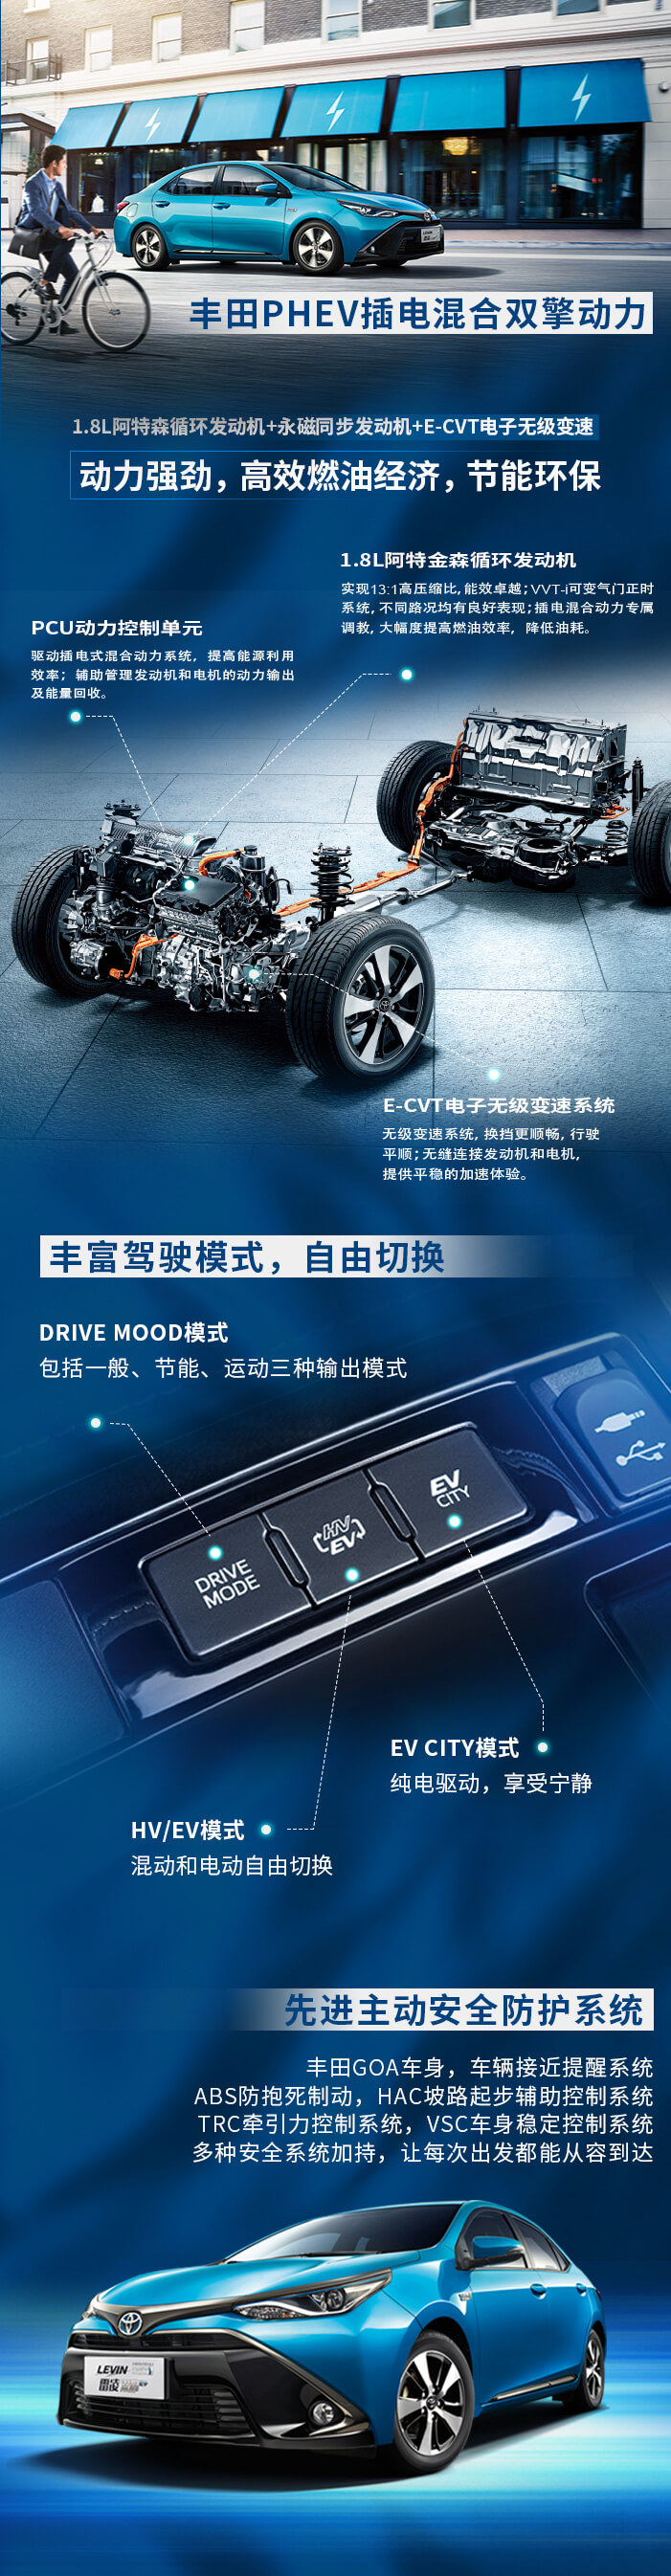 丰田PHEV插电混合双擎动力
1.8L阿特森循环发动机+永磁同步发动机+E-CVT电子无级变速
动力强劲，高效燃油经济，节能环保
1.8L阿特金森循环发动机
实现13:1高压缩比,能效卓越；VVT-i可变气门正时
系统, 不同路况均有良好表现；插电混合动力专属
调教, 大幅度提高燃油效率, 降低油耗。
PCU动力控制单元
驱动插电式混合动力系统，提高能源利用
效率；辅助管理发动机和电机的动力输出
及能量回收。
E-CVT电子无级变速系统
无级变速系统, 换挡更顺畅, 行驶
平顺；无缝连接发动机和电机,
提供平稳的加速体验。
丰富驾驶模式，自由切换
DRIVE MOOD模式
包括一般、节能、运动三种输出模式
EV
CITY
HV
EV
DRIVE
MODE
EV CITY模式
纯电驱动，享受宁静
HV/EV模式
混动和电动自由切换
先进主动安全防护系统
丰田GOA车身，车辆接近提醒系统
ABS防抱死制动，HAC坡路起步辅助控制系统
TRC牵引力控制系统，VSC车身稳定控制系统
多种安全系统加持，让每次出发都能从容到达
LEVIN
雷凌